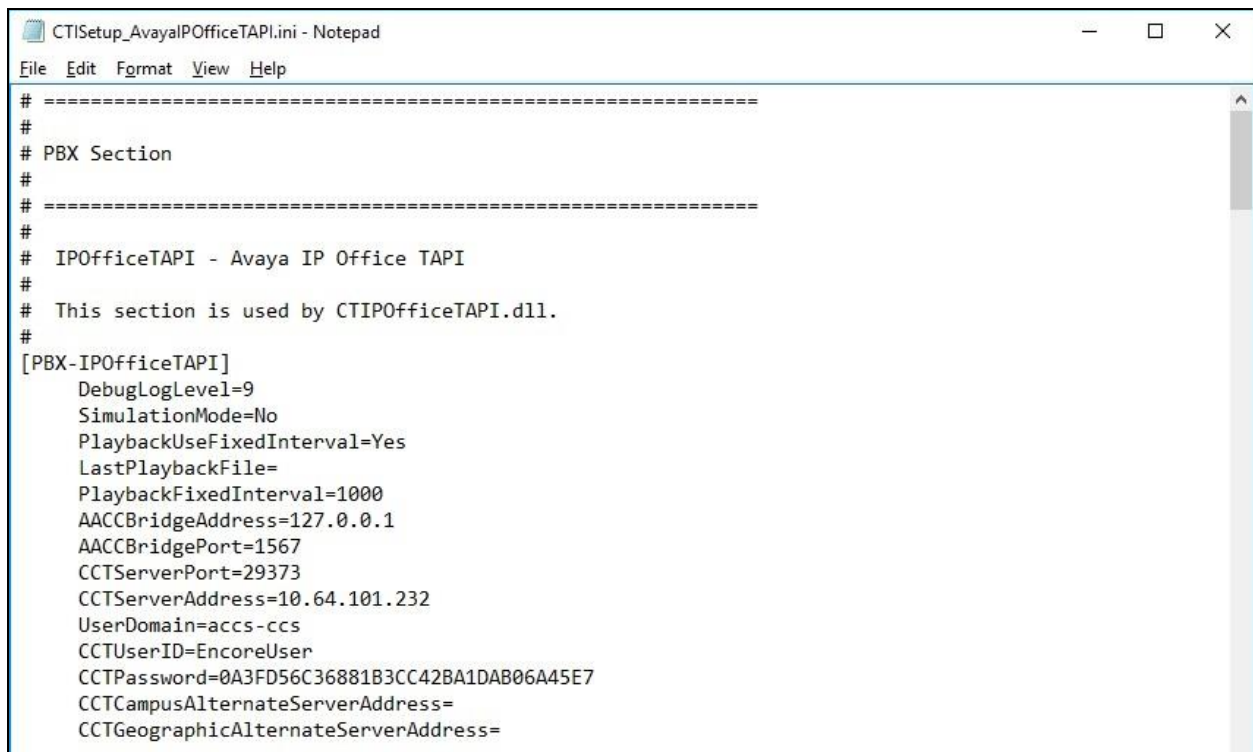 CTISetup_AvayaIPOfficeTAPI.ini - Notepad
File Edit Format View Help
# =============================================================
#
# PBX Section
#
# =============================================================
#
#  IPOfficeTAPI - Avaya IP Office TAPI
#
#  This section is used by CTIPOfficeTAPI.dll.
#
[PBX-IPOfficeTAPI]
     DebugLogLevel=9
     SimulationMode=No
     PlaybackUseFixedInterval=Yes
     LastPlaybackFile=
     PlaybackFixedInterval=1000
     AACCBridgeAddress=127.0.0.1
     AACCBridgePort=1567
     CCTServerPort=29373
     CCTServerAddress=10.64.101.232
     UserDomain=accs-ccs
     CCTUserID=EncoreUser
     CCTPassword=0A3FD56C36881B3CC42BA1DAB06A45E7
     CCTCampusAlternateServerAddress=
     CCTGeographicAlternateServerAddress=